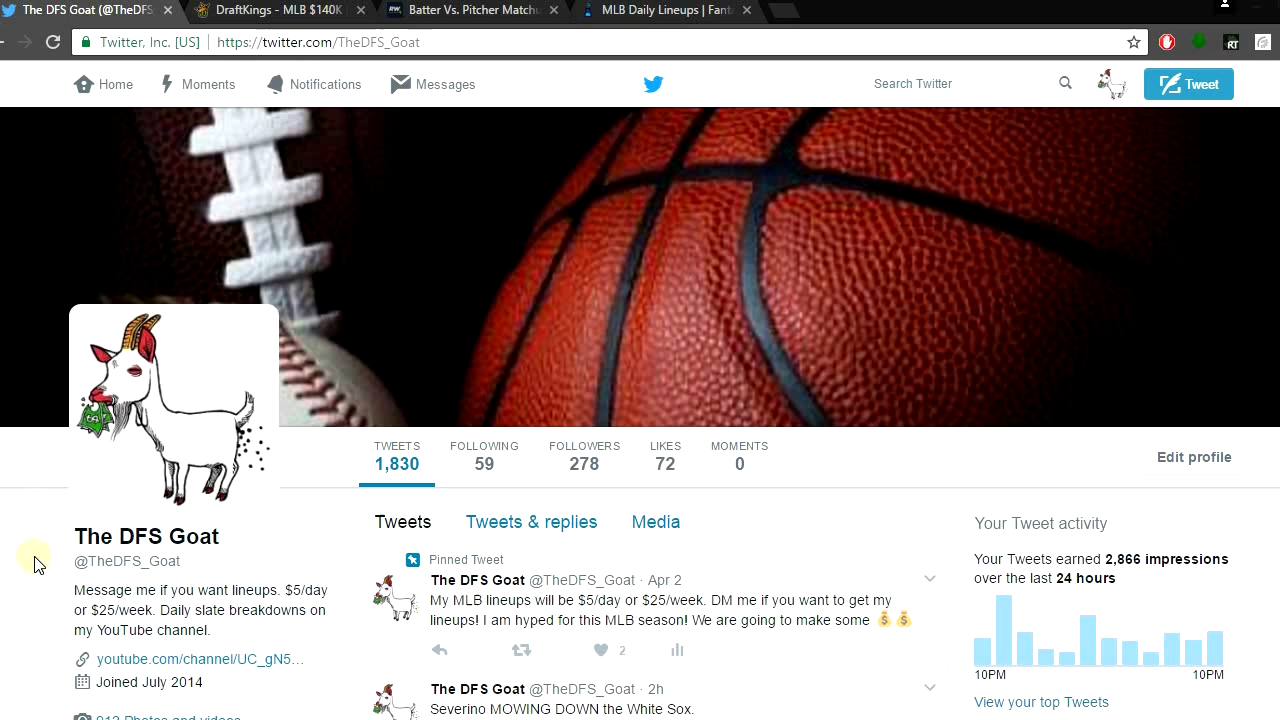 The DFS Goat (@TheDFS
DraftKings - MLB $140K
RW
Batter Vs. Pitcher Matchu
MLB Daily Lineups | Fant
Twitter, Inc. [US]
https://twitter.com/TheDFS_Goat
RT
Home
Moments
Notifications
Messages
Search Twitter
Tweet
TWEETS
1,830
FOLLOWING
59
FOLLOWERS
278
LIKES
72
MOMENTS
0
Edit profile
The DFS Goat
@TheDFS_Goat
Message me if you want lineups. $5/day
or $25/week. Daily slate breakdowns on
my YouTube channel.
youtube.com/channel/UC_gN5...
Joined July 2014
Tweets
Tweets & replies
Media
Pinned Tweet
The DFS Goat @TheDFS_Goat · Apr 2
My MLB lineups will be $5/day or $25/week. DM me if you want to get my
lineups! I am hyped for this MLB season! We are going to make some 💰💰
2
The DFS Goat @TheDFS_Goat · 2h
Severino MOWING DOWN the White Sox.
Your Tweet activity
Your Tweets earned 2,866 impressions
over the last 24 hours
10PM
10PM
View your top Tweets